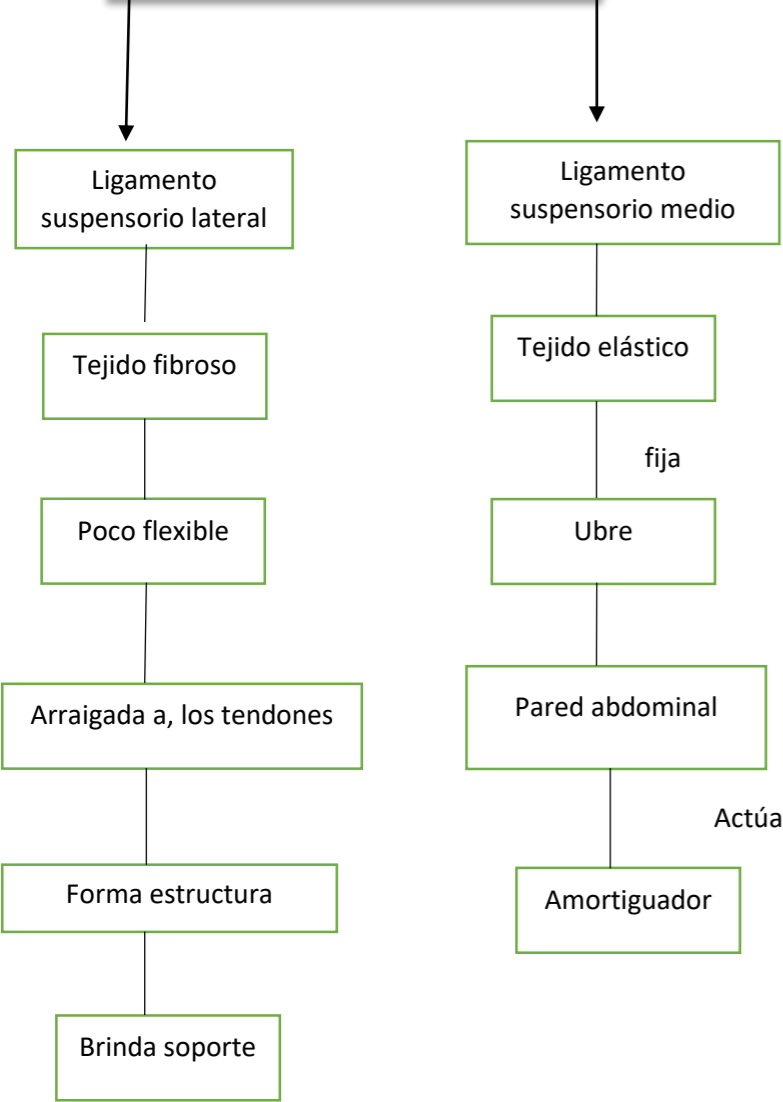 Ligamento
suspensorio lateral
Tejido fibroso
Poco flexible
Arraigada a, los tendones
Forma estructura
Brinda soporte
Ligamento
suspensorio medio
Tejido elástico
fija
Ubre
Pared abdominal
Actúa
Amortiguador